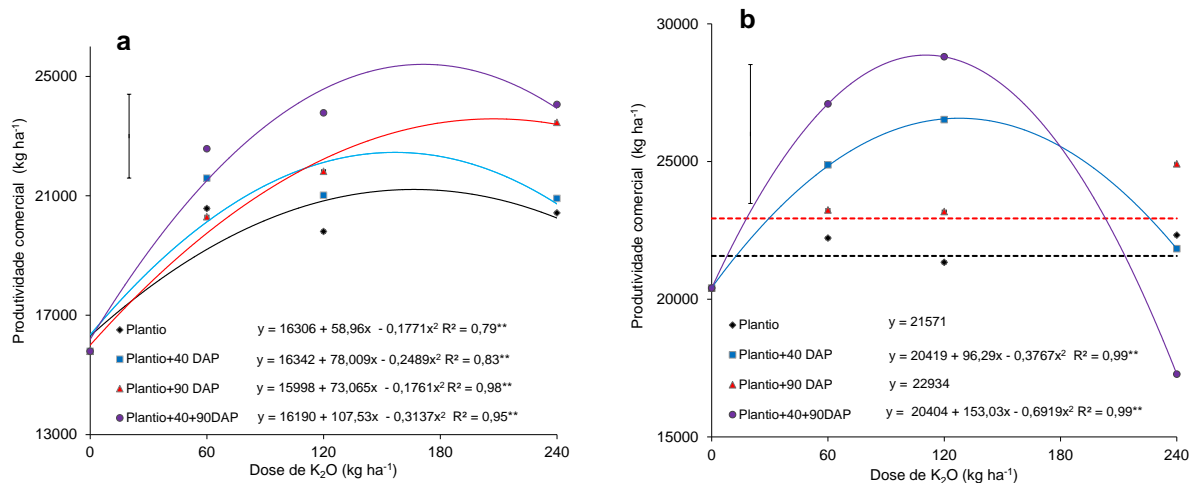 a
Produtividade comercial (kg ha-1)
25000
21000
17000
13000
Plantio y = 16306 + 58,96x - 0,1771x² R² = 0,79**
Plantio+40 DAP y = 16342 + 78,009x - 0,2489x² R² = 0,83**
Plantio+90 DAP y = 15998 + 73,065x - 0,1761x² R² = 0,98**
Plantio+40+90DAP y = 16190 + 107,53x - 0,3137x² R² = 0,95**
0 60 120 180 240
Dose de K₂O (kg ha-1)
b
Produtividade comercial (kg ha-1)
30000
25000
20000
15000
Plantio y = 21571
Plantio+40 DAP y = 20419 + 96,29x - 0,3767x² R² = 0,99**
Plantio+90 DAP y = 22934
Plantio+40+90DAP y = 20404 + 153,03x - 0,6919x² R² = 0,99**
0 60 120 180 240
Dose de K₂O (kg ha-1)